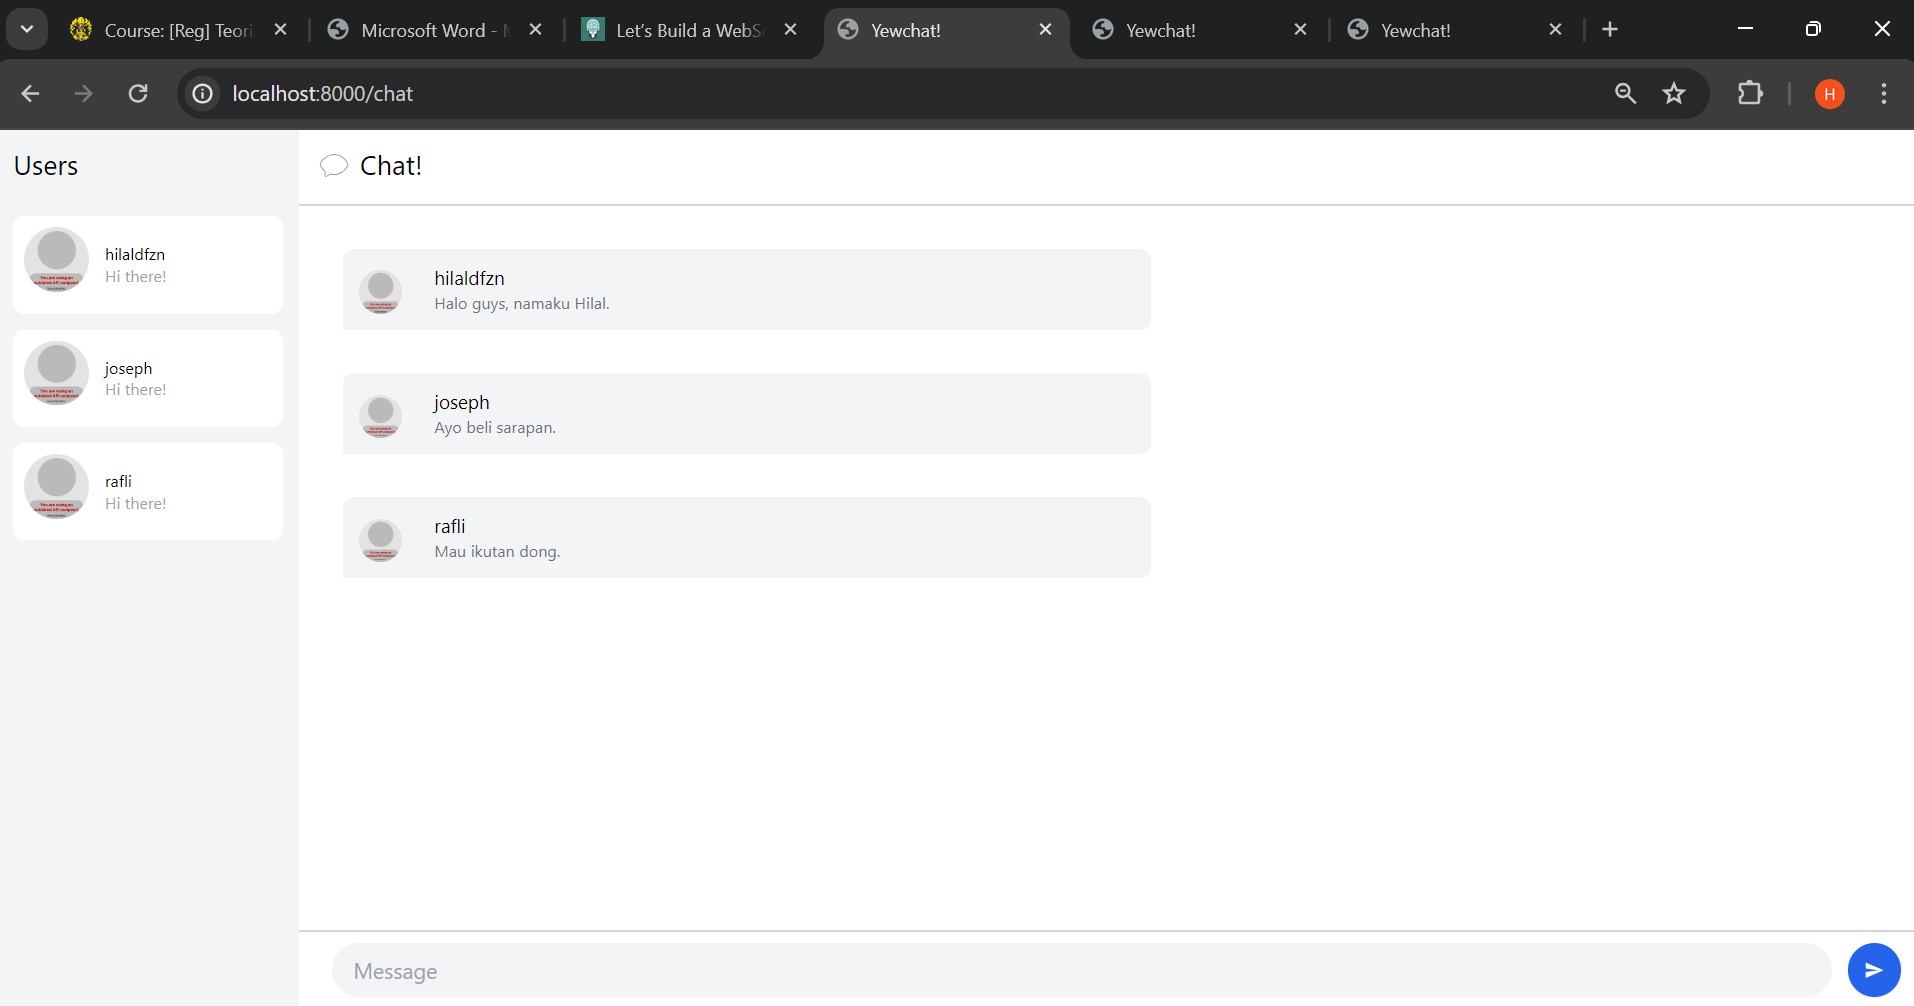 Course: [Reg] Teori
Microsoft Word -
Let's Build a WebS
Yewchat!
Yewchat!
Yewchat!
localhost:8000/chat
H
Users
Chat!
hilaldfzn
Hi there!
joseph
Hi there!
rafli
Hi there!
hilaldfzn
Halo guys, namaku Hilal.
joseph
Ayo beli sarapan.
rafli
Mau ikutan dong.
Message